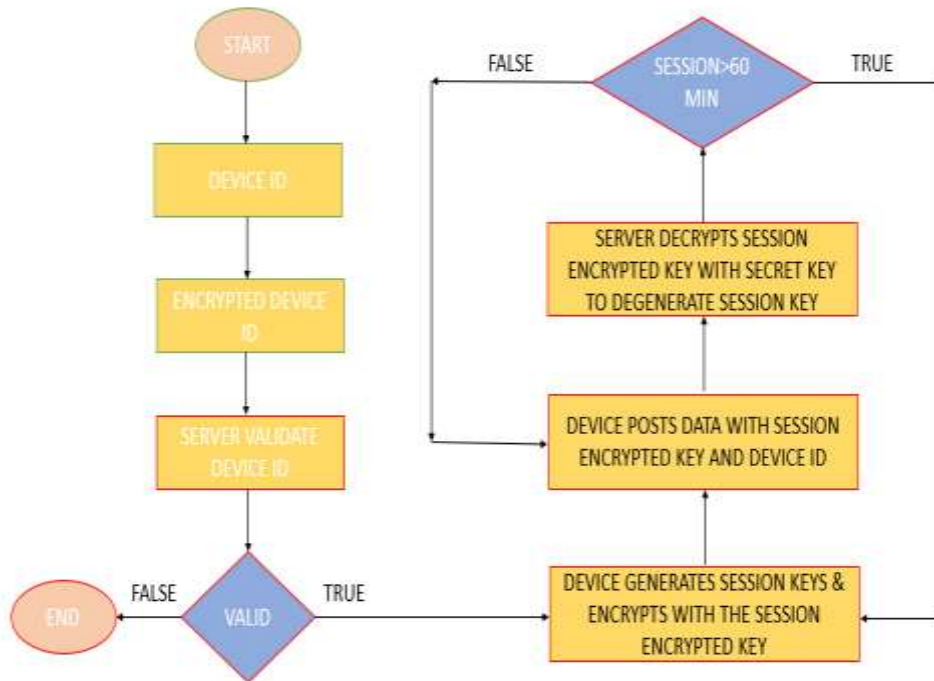 START
DEVICE ID
ENCRYPTED DEVICE
ID
SERVER VALIDATE
DEVICE ID
VALID
FALSE
END
TRUE
DEVICE GENERATES SESSION KEYS &
ENCRYPTS WITH THE SESSION
ENCRYPTED KEY
DEVICE POSTS DATA WITH SESSION
ENCRYPTED KEY AND DEVICE ID
SERVER DECRYPTS SESSION
ENCRYPTED KEY WITH SECRET KEY
TO DEGENERATE SESSION KEY
SESSION>60
MIN
FALSE
TRUE